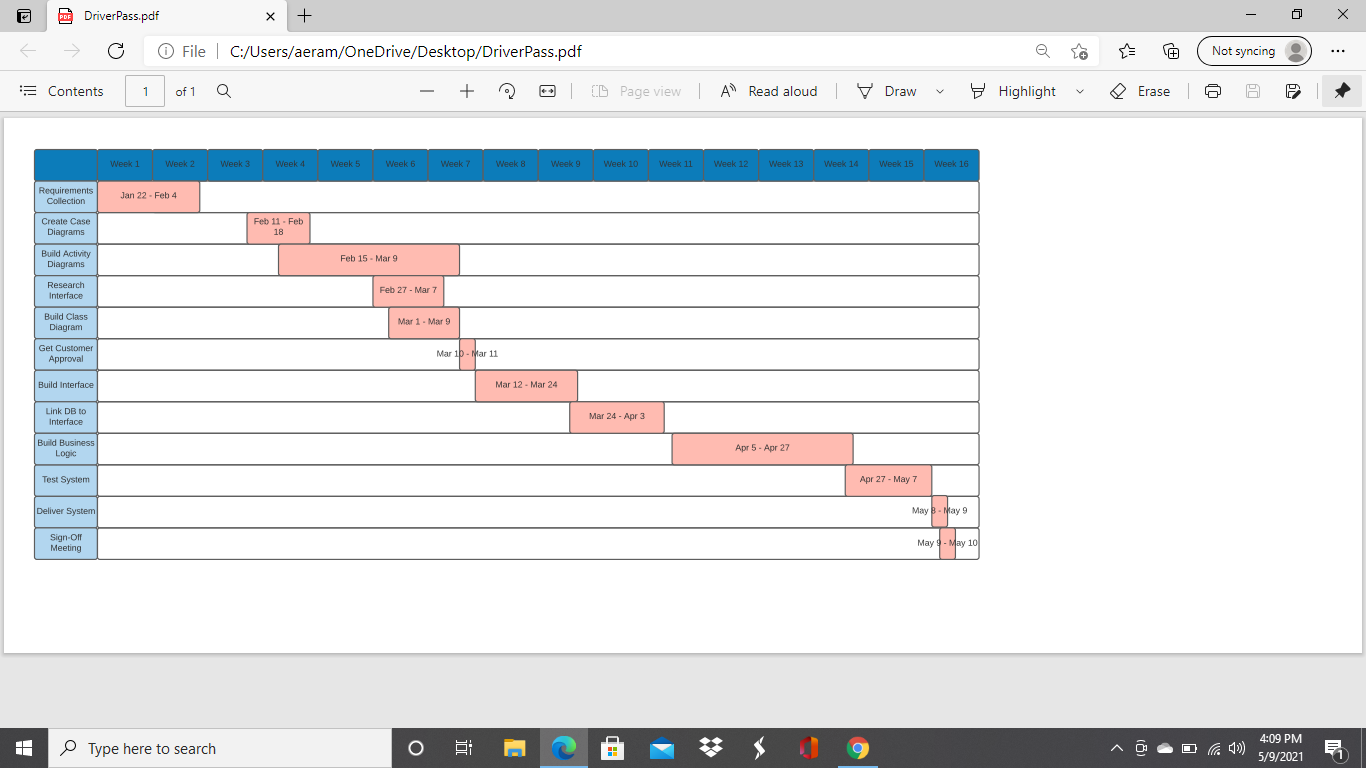 DriverPass.pdf
File
C:/Users/aeram/OneDrive/Desktop/DriverPass.pdf
Not syncing
Contents
1
of 1
Page view
Read aloud
Draw
Highlight
Erase
Week 1 Week 2 Week 3 Week 4 Week 5 Week 6 Week 7 Week 8 Week 9 Week 10 Week 11 Week 12 Week 13 Week 14 Week 15 Week 16
Requirements
Collection
Jan 22 - Feb 4
Create Case
Diagrams
Feb 11 - Feb
18
Build Activity
Diagrams
Feb 15 - Mar 9
Research
Interface
Feb 27 - Mar 7
Build Class
Diagram
Mar 1 - Mar 9
Get Customer
Approval
Mar 10 - Mar 11
Build Interface
Mar 12 - Mar 24
Link DB to
Interface
Mar 24 - Apr 3
Build Business
Logic
Apr 5 - Apr 27
Test System
Apr 27 - May 7
Deliver System
May 8 - May 9
Sign-Off
Meeting
May 9 - May 10
Type here to search
4:09 PM
5/9/2021
1